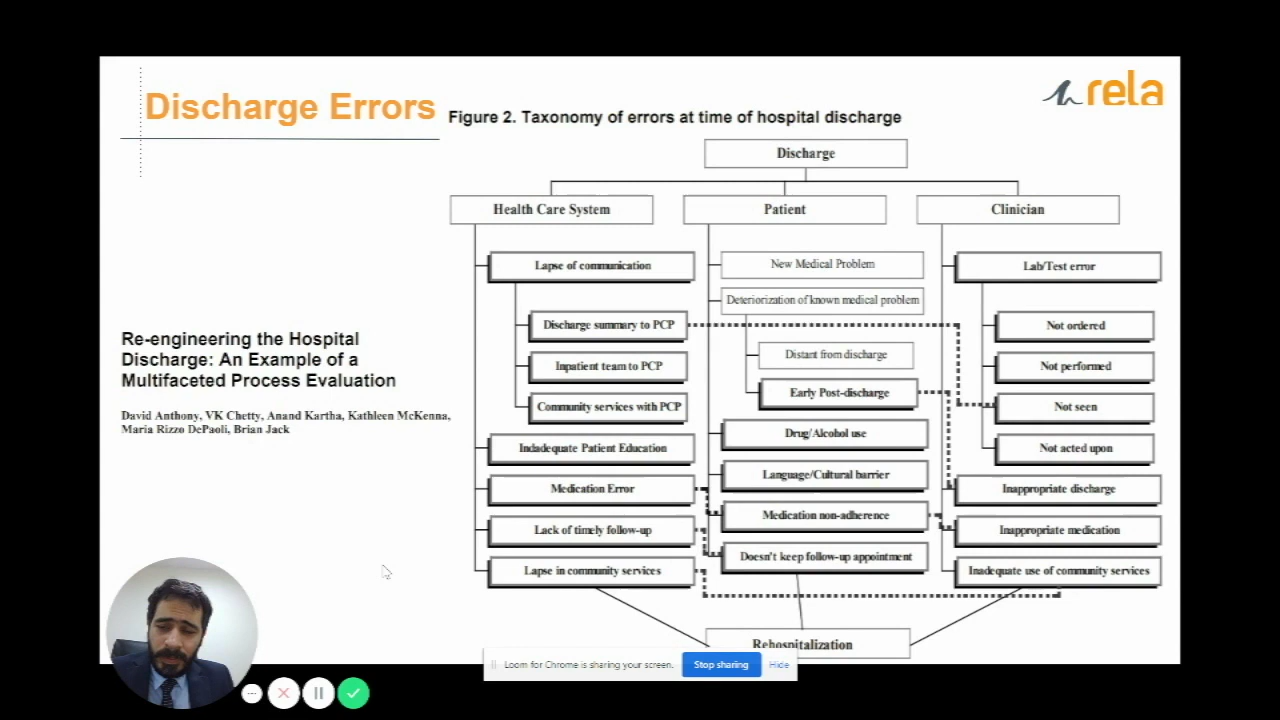 Discharge Errors
rela
Figure 2. Taxonomy of errors at time of hospital discharge
Discharge
Health Care System
Patient
Clinician
Lapse of communication
New Medical Problem
Lab/Test error
Deteriorization of known medical problem
Discharge summary to PCP
Not ordered
Distant from discharge
Inpatient team to PCP
Not performed
Early Post-discharge
Community services with PCP
Not seen
Drug/Alcohol use
Indadequate Patient Education
Not acted upon
Language/Cultural barrier
Medication Error
Inappropriate discharge
Medication non-adherence
Lack of timely follow-up
Inappropriate medication
Doesn't keep follow-up appointment
Lapse in community services
Inadequate use of community services
Rehospitalization
Re-engineering the Hospital
Discharge: An Example of a
Multifaceted Process Evaluation
David Anthony, VK Chetty, Anand Kartha, Kathleen McKenna,
Maria Rizzo DePaoli, Brian Jack
Loom for Chrome is sharing your screen.
Stop sharing
Hide